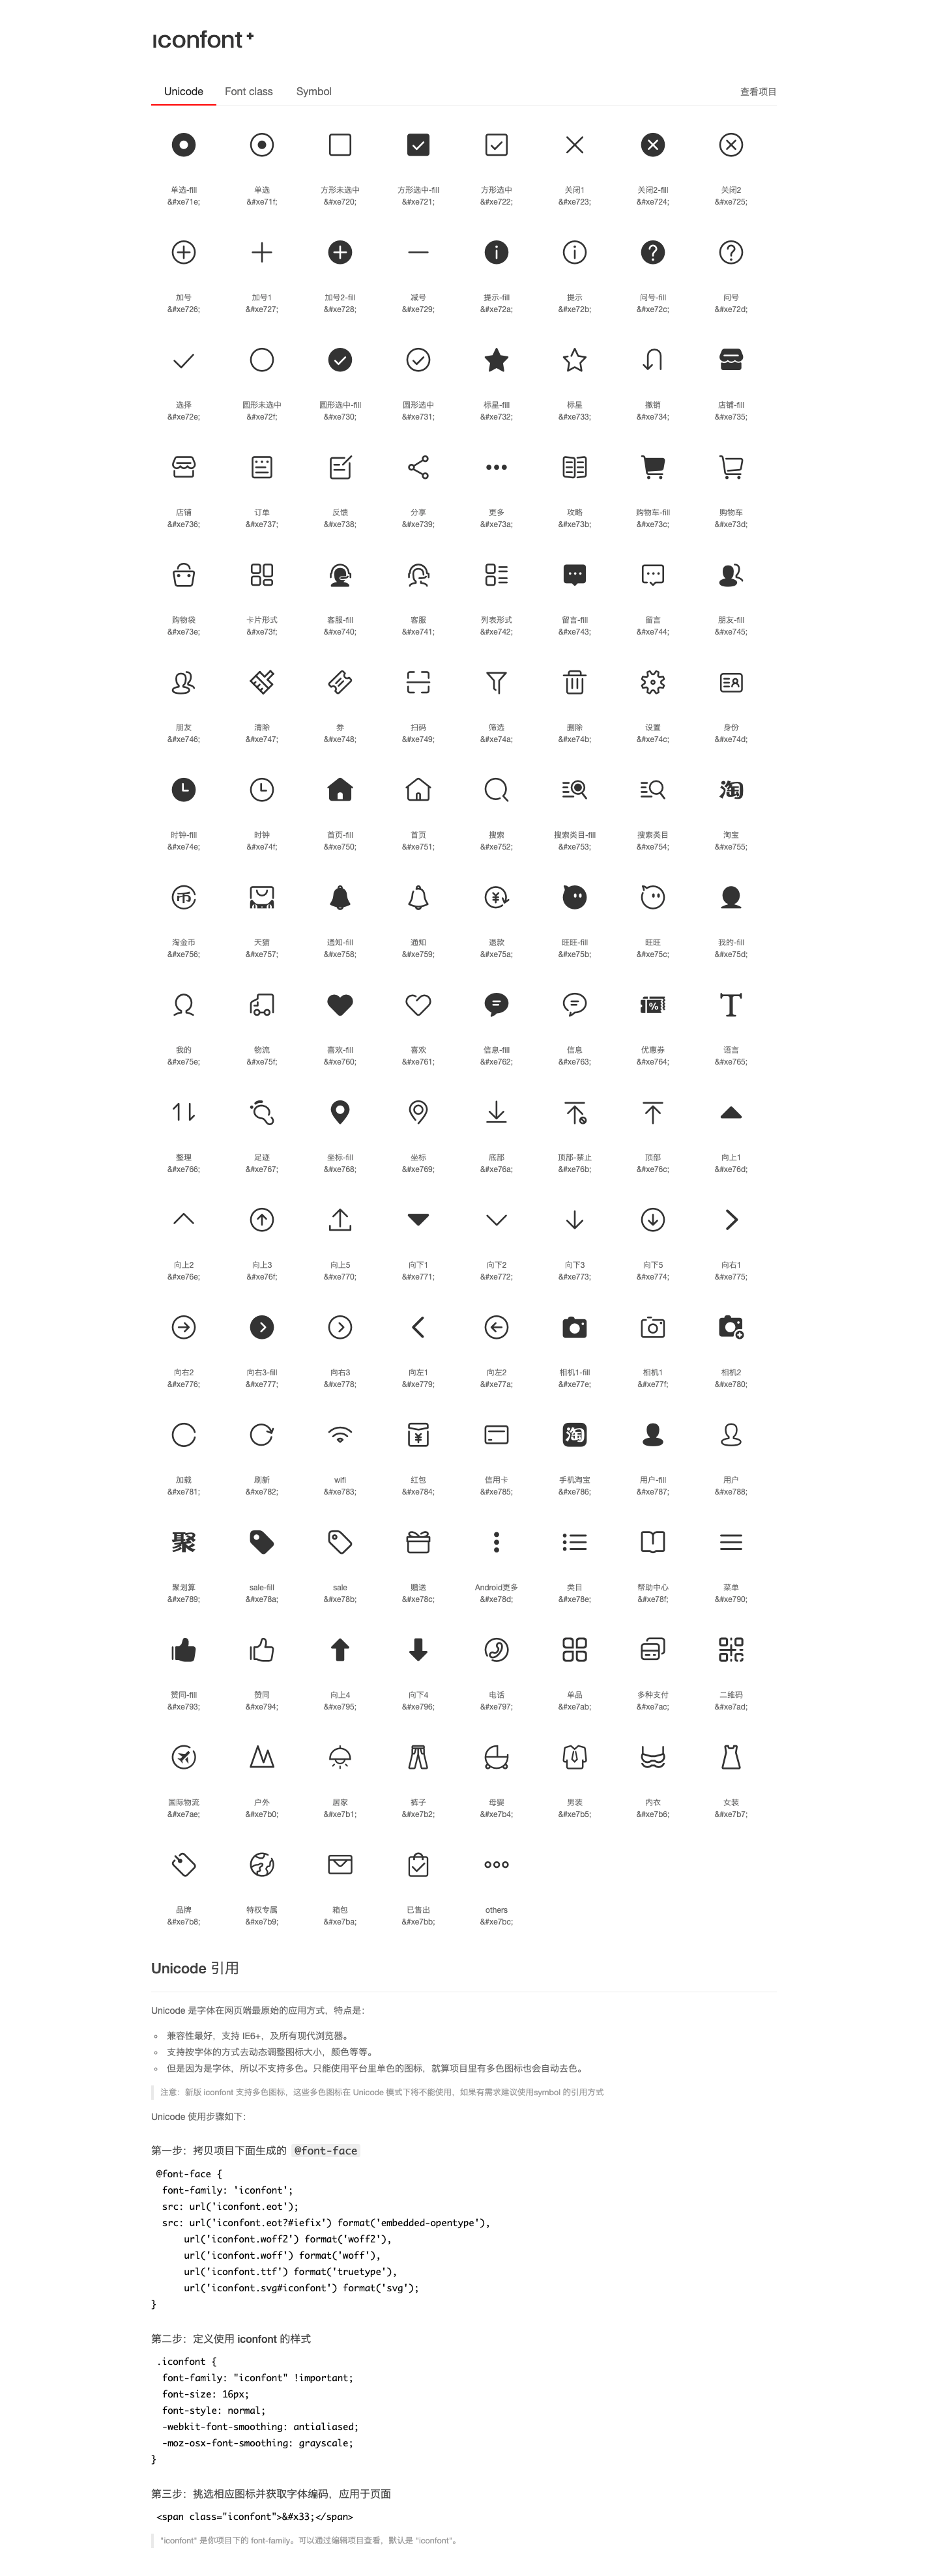 iconfont+
Unicode Font class Symbol 查看项目
单选-fill 单选 方形未选中 方形选中-fill 方形选中 关闭1 关闭2-fill 关闭2
&#xe71e; &#xe71f; &#xe720; &#xe721; &#xe722; &#xe723; &#xe724; &#xe725;
加号 加号1 加号2-fill 减号 提示-fill 提示 问号-fill 问号
&#xe726; &#xe727; &#xe728; &#xe729; &#xe72a; &#xe72b; &#xe72c; &#xe72d;
选择 圆形未选中 圆形选中-fill 圆形选中 标星-fill 标星 撤销 店铺-fill
&#xe72e; &#xe72f; &#xe730; &#xe731; &#xe732; &#xe733; &#xe734; &#xe735;
店铺 订单 反馈 分享 更多 攻略 购物车-fill 购物车
&#xe736; &#xe737; &#xe738; &#xe739; &#xe73a; &#xe73b; &#xe73c; &#xe73d;
购物袋 卡片形式 客服-fill 客服 列表形式 留言-fill 留言 朋友-fill
&#xe73e; &#xe73f; &#xe740; &#xe741; &#xe742; &#xe743; &#xe744; &#xe745;
朋友 清除 券 扫码 筛选 删除 设置 身份
&#xe746; &#xe747; &#xe748; &#xe749; &#xe74a; &#xe74b; &#xe74c; &#xe74d;
时钟-fill 时钟 首页-fill 首页 搜索 搜索类目-fill 搜索类目 淘宝
&#xe74e; &#xe74f; &#xe750; &#xe751; &#xe752; &#xe753; &#xe754; &#xe755;
淘金币 天猫 通知-fill 通知 退款 旺旺-fill 旺旺 我的-fill
&#xe756; &#xe757; &#xe758; &#xe759; &#xe75a; &#xe75b; &#xe75c; &#xe75d;
我的 物流 喜欢-fill 喜欢 信息-fill 信息 优惠券 语言
&#xe75e; &#xe75f; &#xe760; &#xe761; &#xe762; &#xe763; &#xe764; &#xe765;
整理 足迹 坐标-fill 坐标 底部 顶部-禁止 顶部 向上1
&#xe766; &#xe767; &#xe768; &#xe769; &#xe76a; &#xe76b; &#xe76c; &#xe76d;
向上2 向上3 向上5 向下1 向下2 向下3 向下5 向右1
&#xe76e; &#xe76f; &#xe770; &#xe771; &#xe772; &#xe773; &#xe774; &#xe775;
向右2 向右3-fill 向右3 向左1 向左2 相机1-fill 相机1 相机2
&#xe776; &#xe777; &#xe778; &#xe779; &#xe77a; &#xe77e; &#xe77f; &#xe780;
加载 刷新 wifi 红包 信用卡 手机淘宝 用户-fill 用户
&#xe781; &#xe782; &#xe783; &#xe784; &#xe785; &#xe786; &#xe787; &#xe788;
聚划算 sale-fill sale 赠送 Android更多 类目 帮助中心 菜单
&#xe789; &#xe78a; &#xe78b; &#xe78c; &#xe78d; &#xe78e; &#xe78f; &#xe790;
赞同-fill 赞同 向上4 向下4 电话 单品 多种支付 二维码
&#xe793; &#xe794; &#xe795; &#xe796; &#xe797; &#xe7ab; &#xe7ac; &#xe7ad;
国际物流 户外 居家 裤子 母婴 男装 内衣 女装
&#xe7ae; &#xe7b0; &#xe7b1; &#xe7b2; &#xe7b4; &#xe7b5; &#xe7b6; &#xe7b7;
品牌 特权专属 箱包 已售出 others
&#xe7b8; &#xe7b9; &#xe7ba; &#xe7bb; &#xe7bc;
Unicode 引用
Unicode 是字体在网页端最原始的应用方式，特点是：
兼容性最好，支持 IE6+，及所有现代浏览器。
支持按字体的方式去动态调整图标大小，颜色等等。
但是因为是字体，所以不支持多色。只能使用平台里单色的图标，就算项目里有多色图标也会自动去色。
注意：新版 iconfont 支持多色图标，这些多色图标在 Unicode 模式下将不能使用，如果有需求建议使用symbol 的引用方式
Unicode 使用步骤如下：
第一步：拷贝项目下面生成的 @font-face
@font-face {
font-family: 'iconfont';
src: url('iconfont.eot');
src: url('iconfont.eot?#iefix') format('embedded-opentype'),
url('iconfont.woff2') format('woff2'),
url('iconfont.woff') format('woff'),
url('iconfont.ttf') format('truetype'),
url('iconfont.svg#iconfont') format('svg');
}
第二步：定义使用 iconfont 的样式
.iconfont {
font-family: "iconfont" !important;
font-size: 16px;
font-style: normal;
-webkit-font-smoothing: antialiased;
-moz-osx-font-smoothing: grayscale;
}
第三步：挑选相应图标并获取字体编码，应用于页面
<span class="iconfont">&#x33;</span>
"iconfont" 是你项目下的 font-family。可以通过编辑项目查看，默认是 "iconfont"。